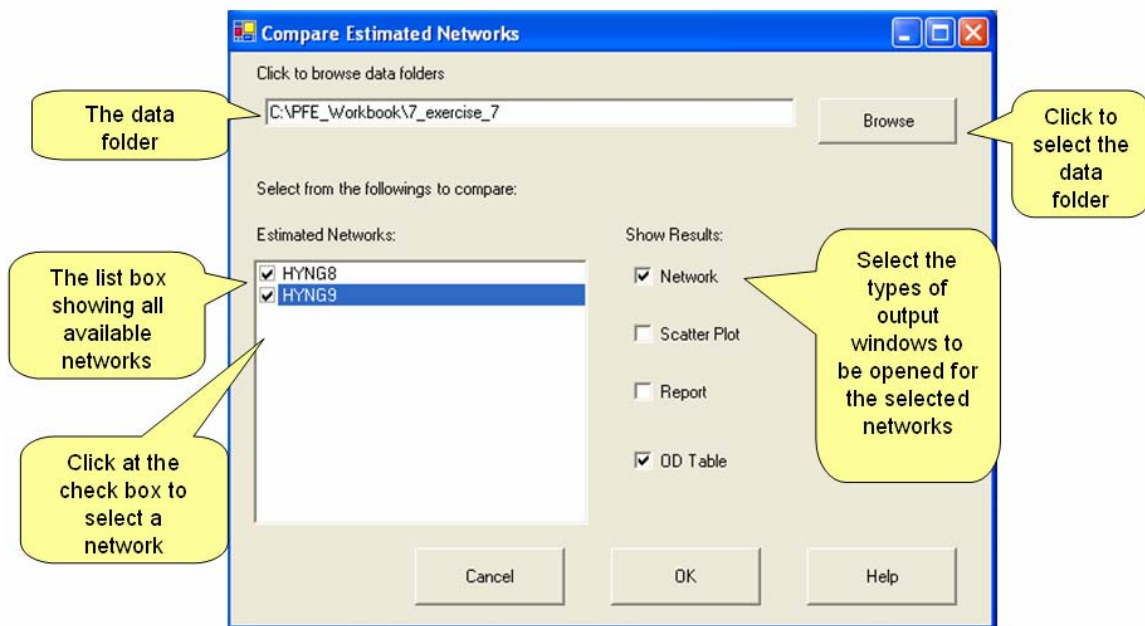 Compare Estimated Networks
Click to browse data folders
The data
folder
C:\PFE_Workbook\7_exercise_7
Browse
Click to
select the
data
folder
Select from the followings to compare:
Estimated Networks:
Show Results:
The list box
showing all
available
networks
HYNG8
HYNG9
Network
Scatter Plot
Report
OD Table
Select the
types of
output
windows to
be opened for
the selected
networks
Click at the
check box to
select a
network
Cancel
OK
Help